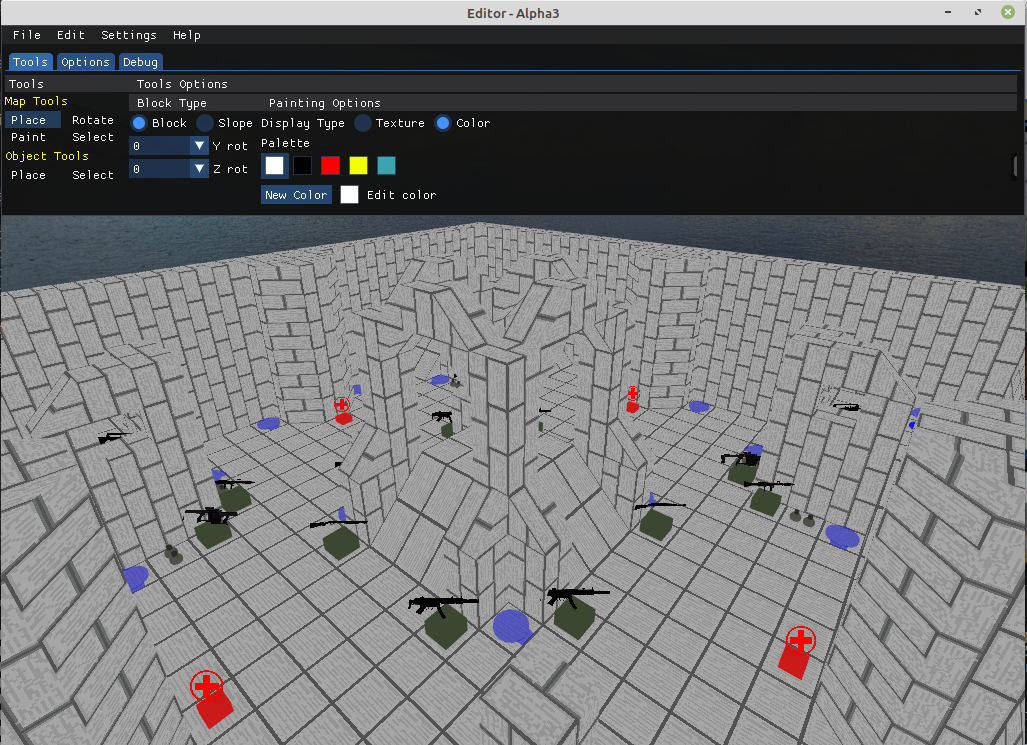 Editor - Alpha3
File Edit Settings Help
Tools Options Debug
Tools Tools Options
Map Tools Block Type Painting Options
Place Rotate Block Slope Display Type Texture Color
Paint Select 0 Y rot Palette
Object Tools
Place Select 0 Z rot
New Color Edit color